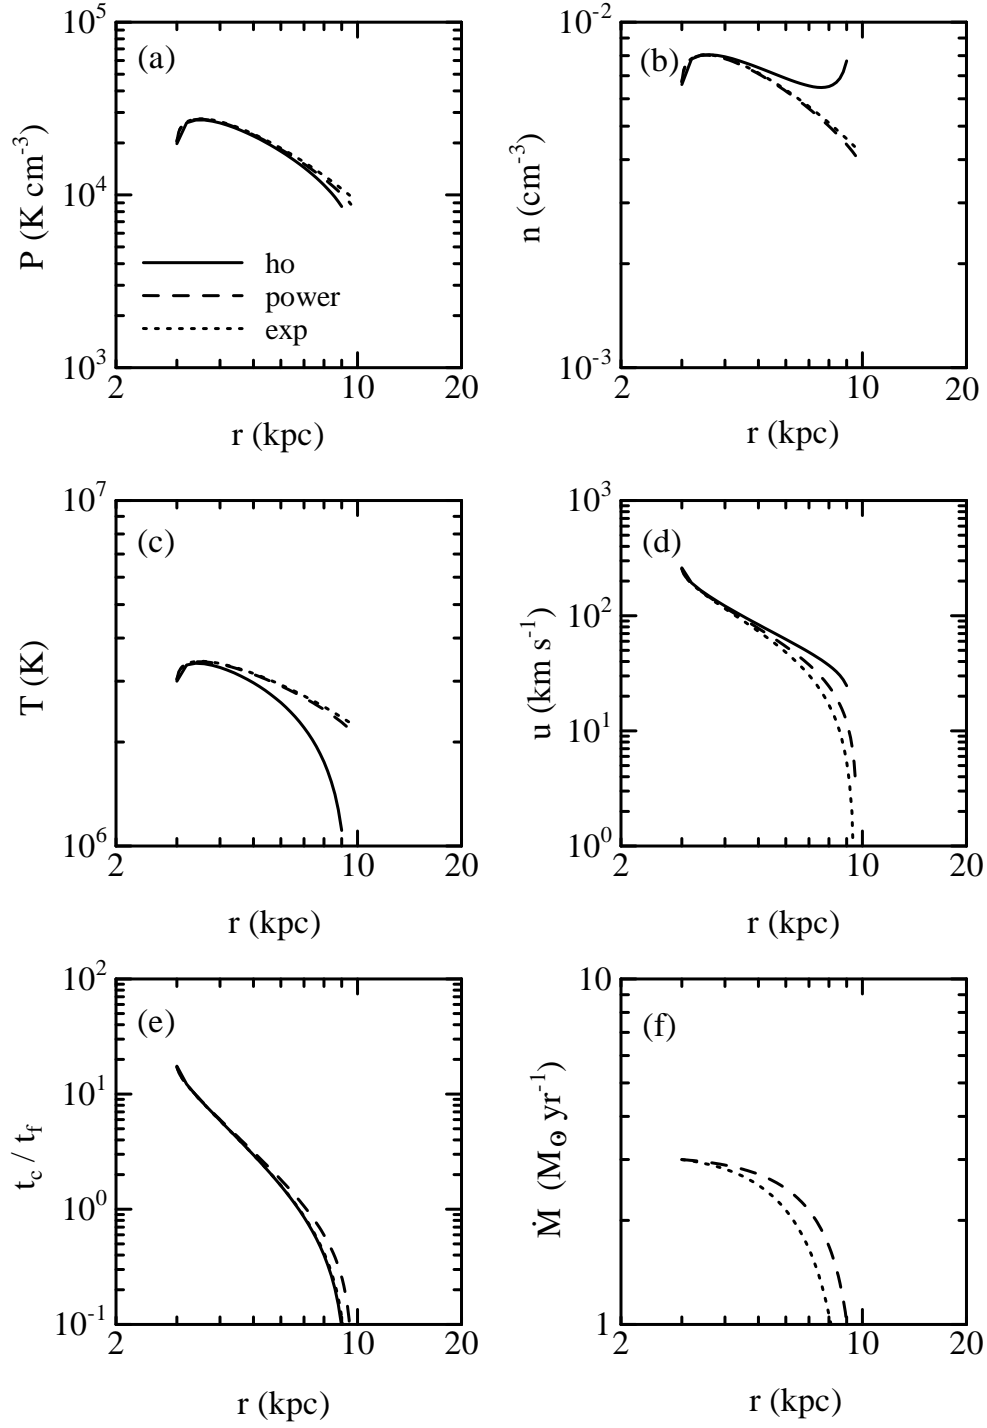 10^5
(a)
P (K cm^-3)
10^4
ho
power
exp
10^3
2
10
20
r (kpc)
10^-2
(b)
n (cm^-3)
10^-3
2
10
20
r (kpc)
10^7
(c)
T (K)
10^6
2
10
20
r (kpc)
10^3
(d)
10^2
u (km s^-1)
10^1
10^0
2
10
20
r (kpc)
10^2
(e)
10^1
t_c / t_f
10^0
10^-1
2
10
20
r (kpc)
10
(f)
Ṁ (M_⊙ yr^-1)
1
2
10
20
r (kpc)